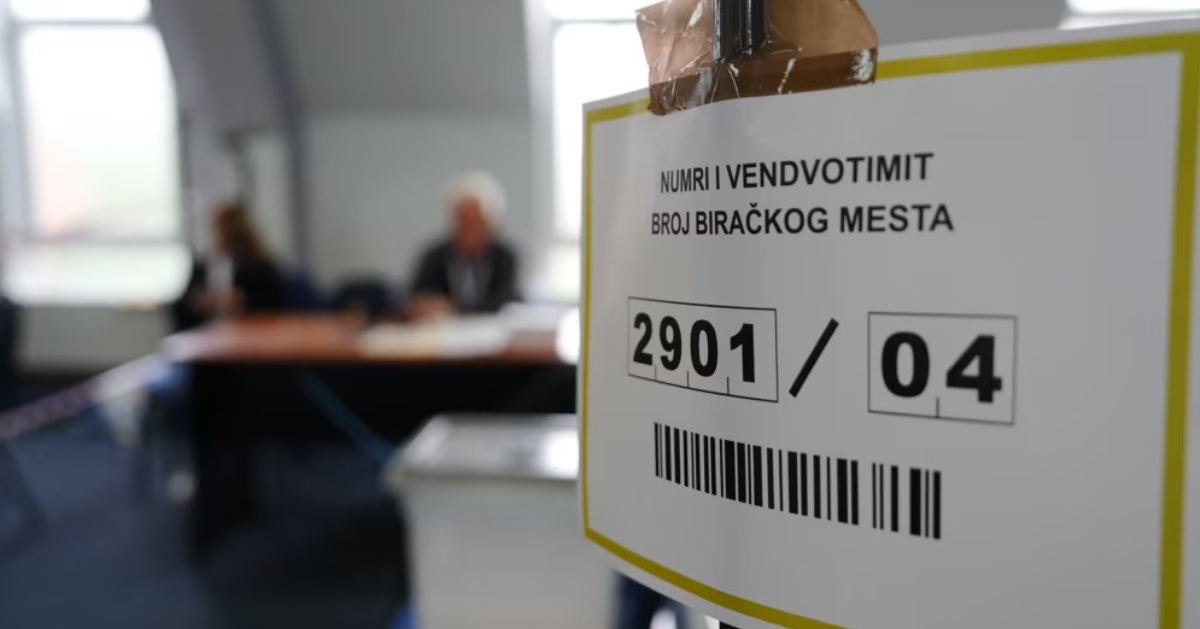 NUMRI I VENDVOTIMIT
BROJ BIRAČKOG MESTA
2901 / 04